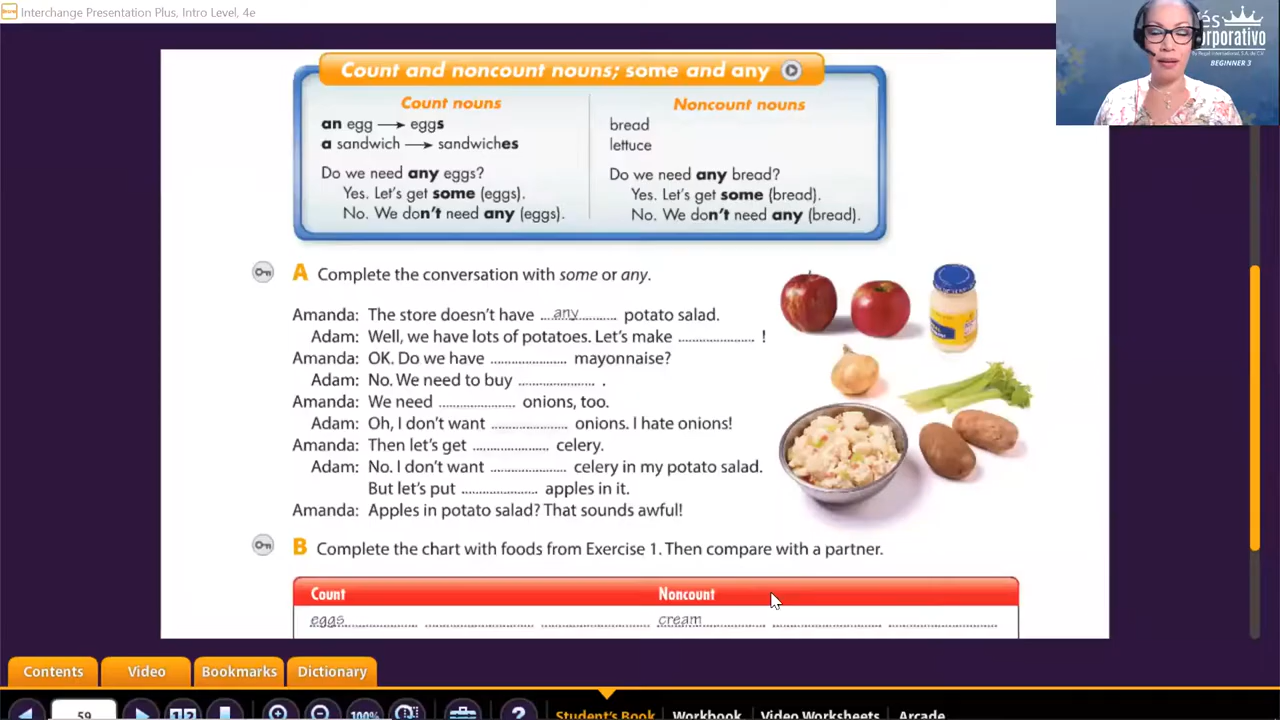 Interchange Presentation Plus, Intro Level, 4e
Count and noncount nouns; some and any
Count nouns
an egg → eggs
a sandwich → sandwiches
Do we need any eggs?
Yes. Let's get some (eggs).
No. We don't need any (eggs).
Noncount nouns
bread
lettuce
Do we need any bread?
Yes. Let's get some (bread).
No. We don't need any (bread).
A Complete the conversation with some or any.
Amanda: The store doesn't have any potato salad.
Adam: Well, we have lots of potatoes. Let's make .................... !
Amanda: OK. Do we have .................... mayonnaise?
Adam: No. We need to buy .................... .
Amanda: We need .................... onions, too.
Adam: Oh, I don't want .................... onions. I hate onions!
Amanda: Then let's get .................... celery.
Adam: No. I don't want .................... celery in my potato salad.
But let's put .................... apples in it.
Amanda: Apples in potato salad? That sounds awful!
B Complete the chart with foods from Exercise 1. Then compare with a partner.
Count Noncount
eggs cream
Contents Video Bookmarks Dictionary
59
100%
Student's Book Workbook Video Worksheets Arcade
BEGINNER 3